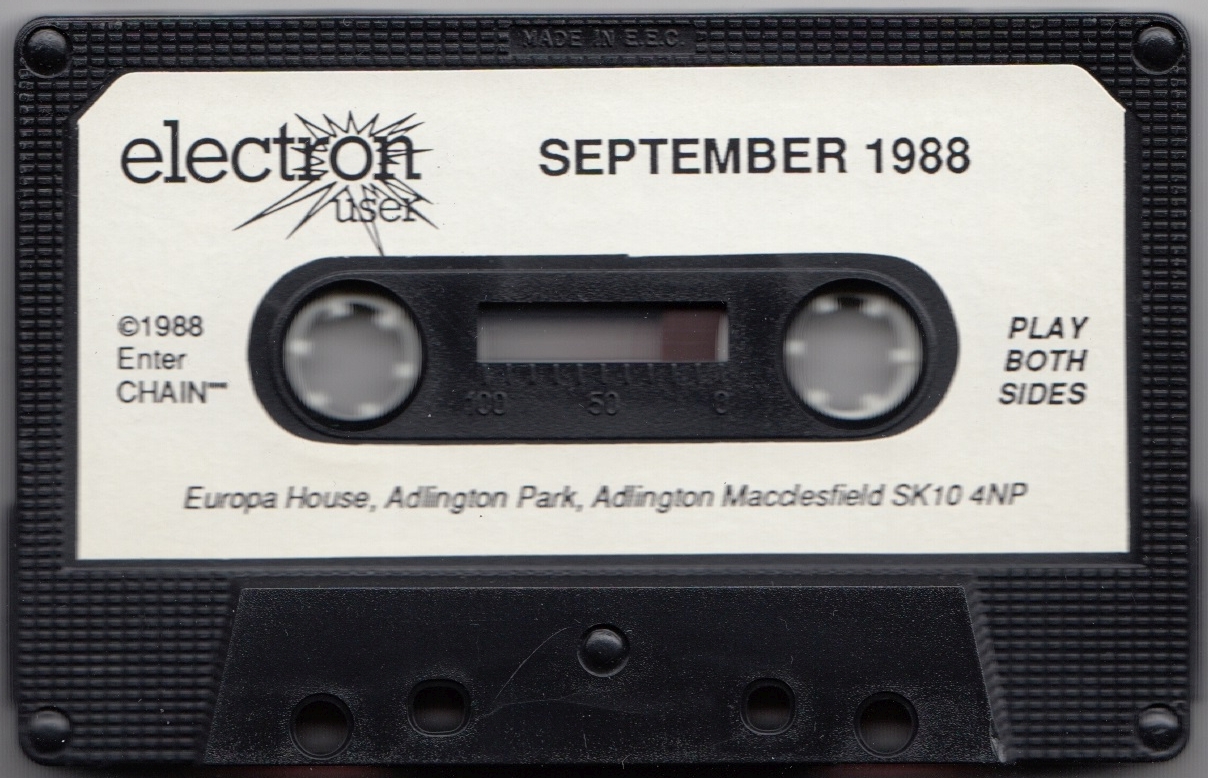 MADE IN E.E.C.
electron
user
SEPTEMBER 1988
©1988
Enter
CHAIN""
PLAY
BOTH
SIDES
100 50 0
Europa House, Adlington Park, Adlington Macclesfield SK10 4NP